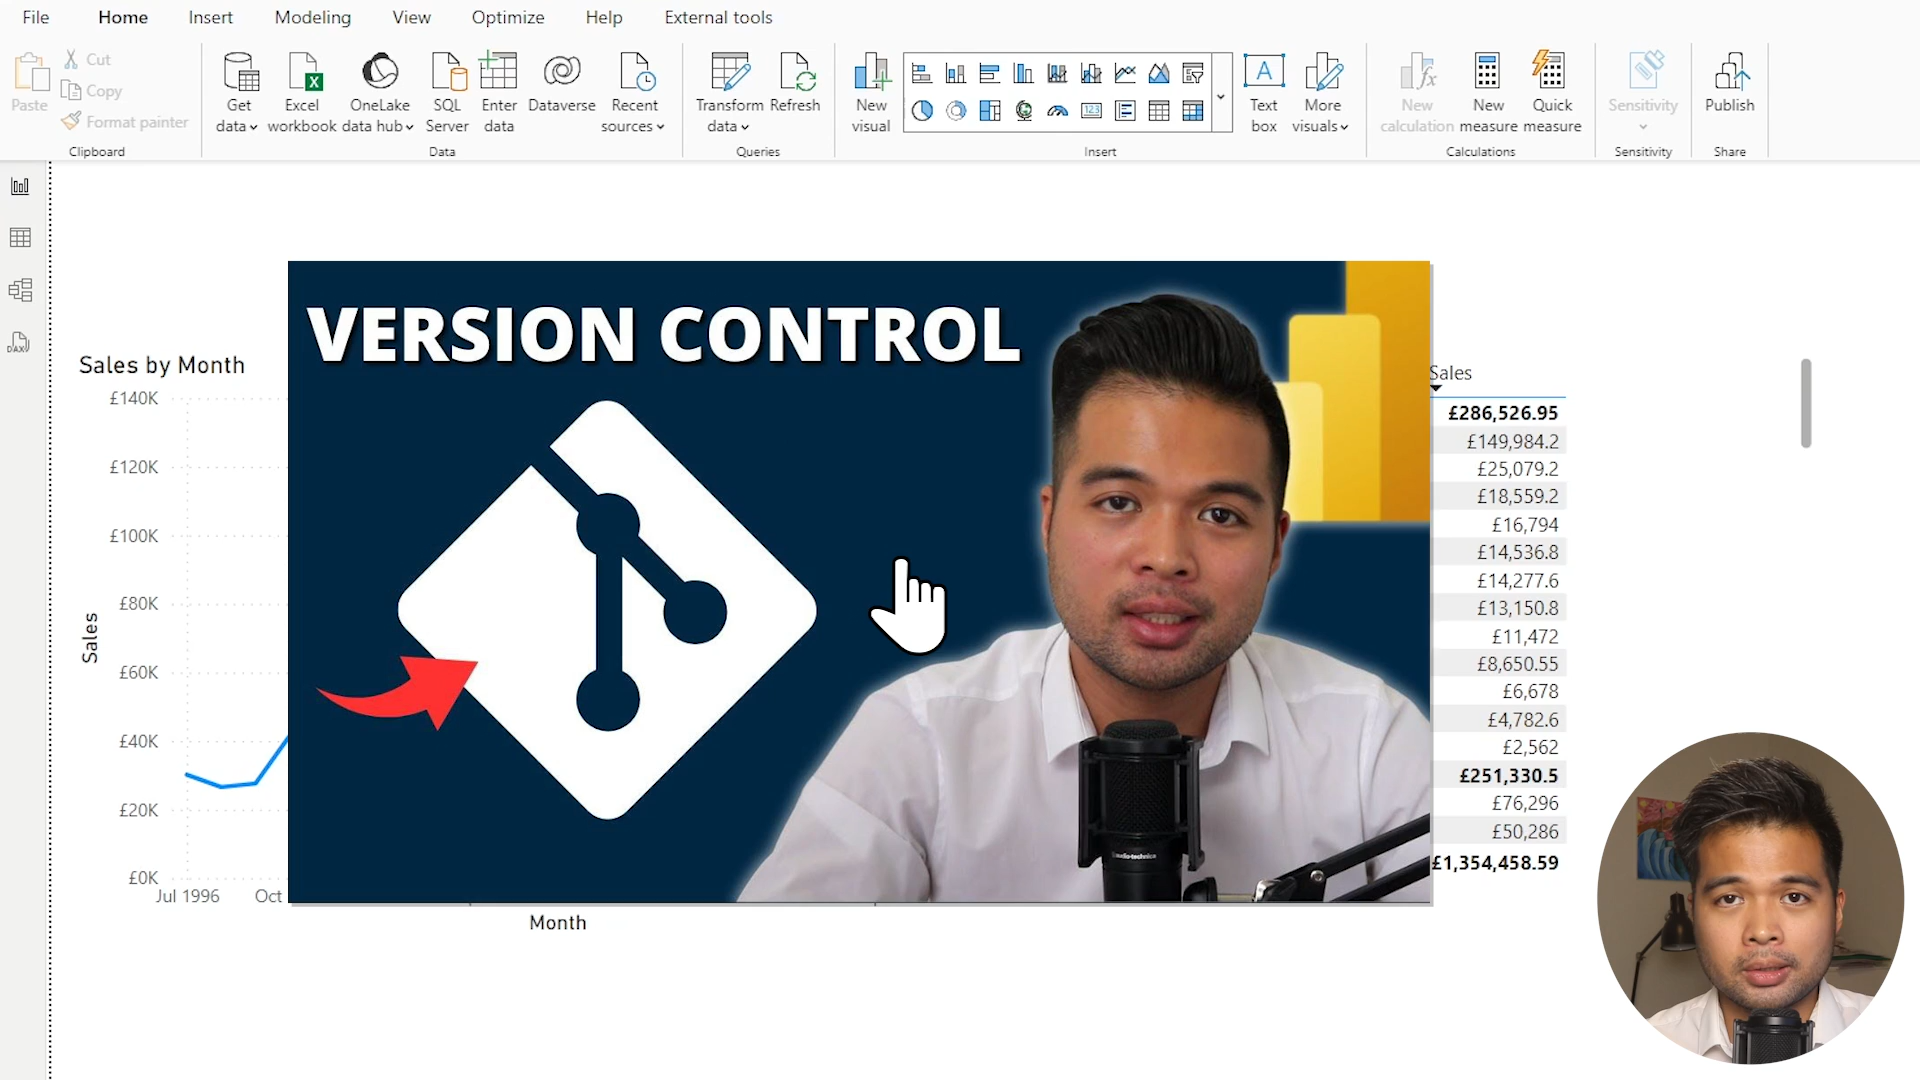 File Home Insert Modeling View Optimize Help External tools
Paste
Cut
Copy
Format painter
Clipboard
Get data
Excel workbook
OneLake data hub
SQL Server
Enter data
Dataverse
Recent sources
Data
Transform data
Refresh
Queries
New visual
123
A
Text box
More visuals
Insert
New calculation
New measure
Quick measure
Calculations
Sensitivity
Sensitivity
Publish
Share
DAX
VERSION CONTROL
audio-technica
Sales by Month
£140K
£120K
£100K
£80K
£60K
£40K
£20K
£0K
Sales
Jul 1996 Oct
Month
Sales
£286,526.95
£149,984.2
£25,079.2
£18,559.2
£16,794
£14,536.8
£14,277.6
£13,150.8
£11,472
£8,650.55
£6,678
£4,782.6
£2,562
£251,330.5
£76,296
£50,286
£1,354,458.59